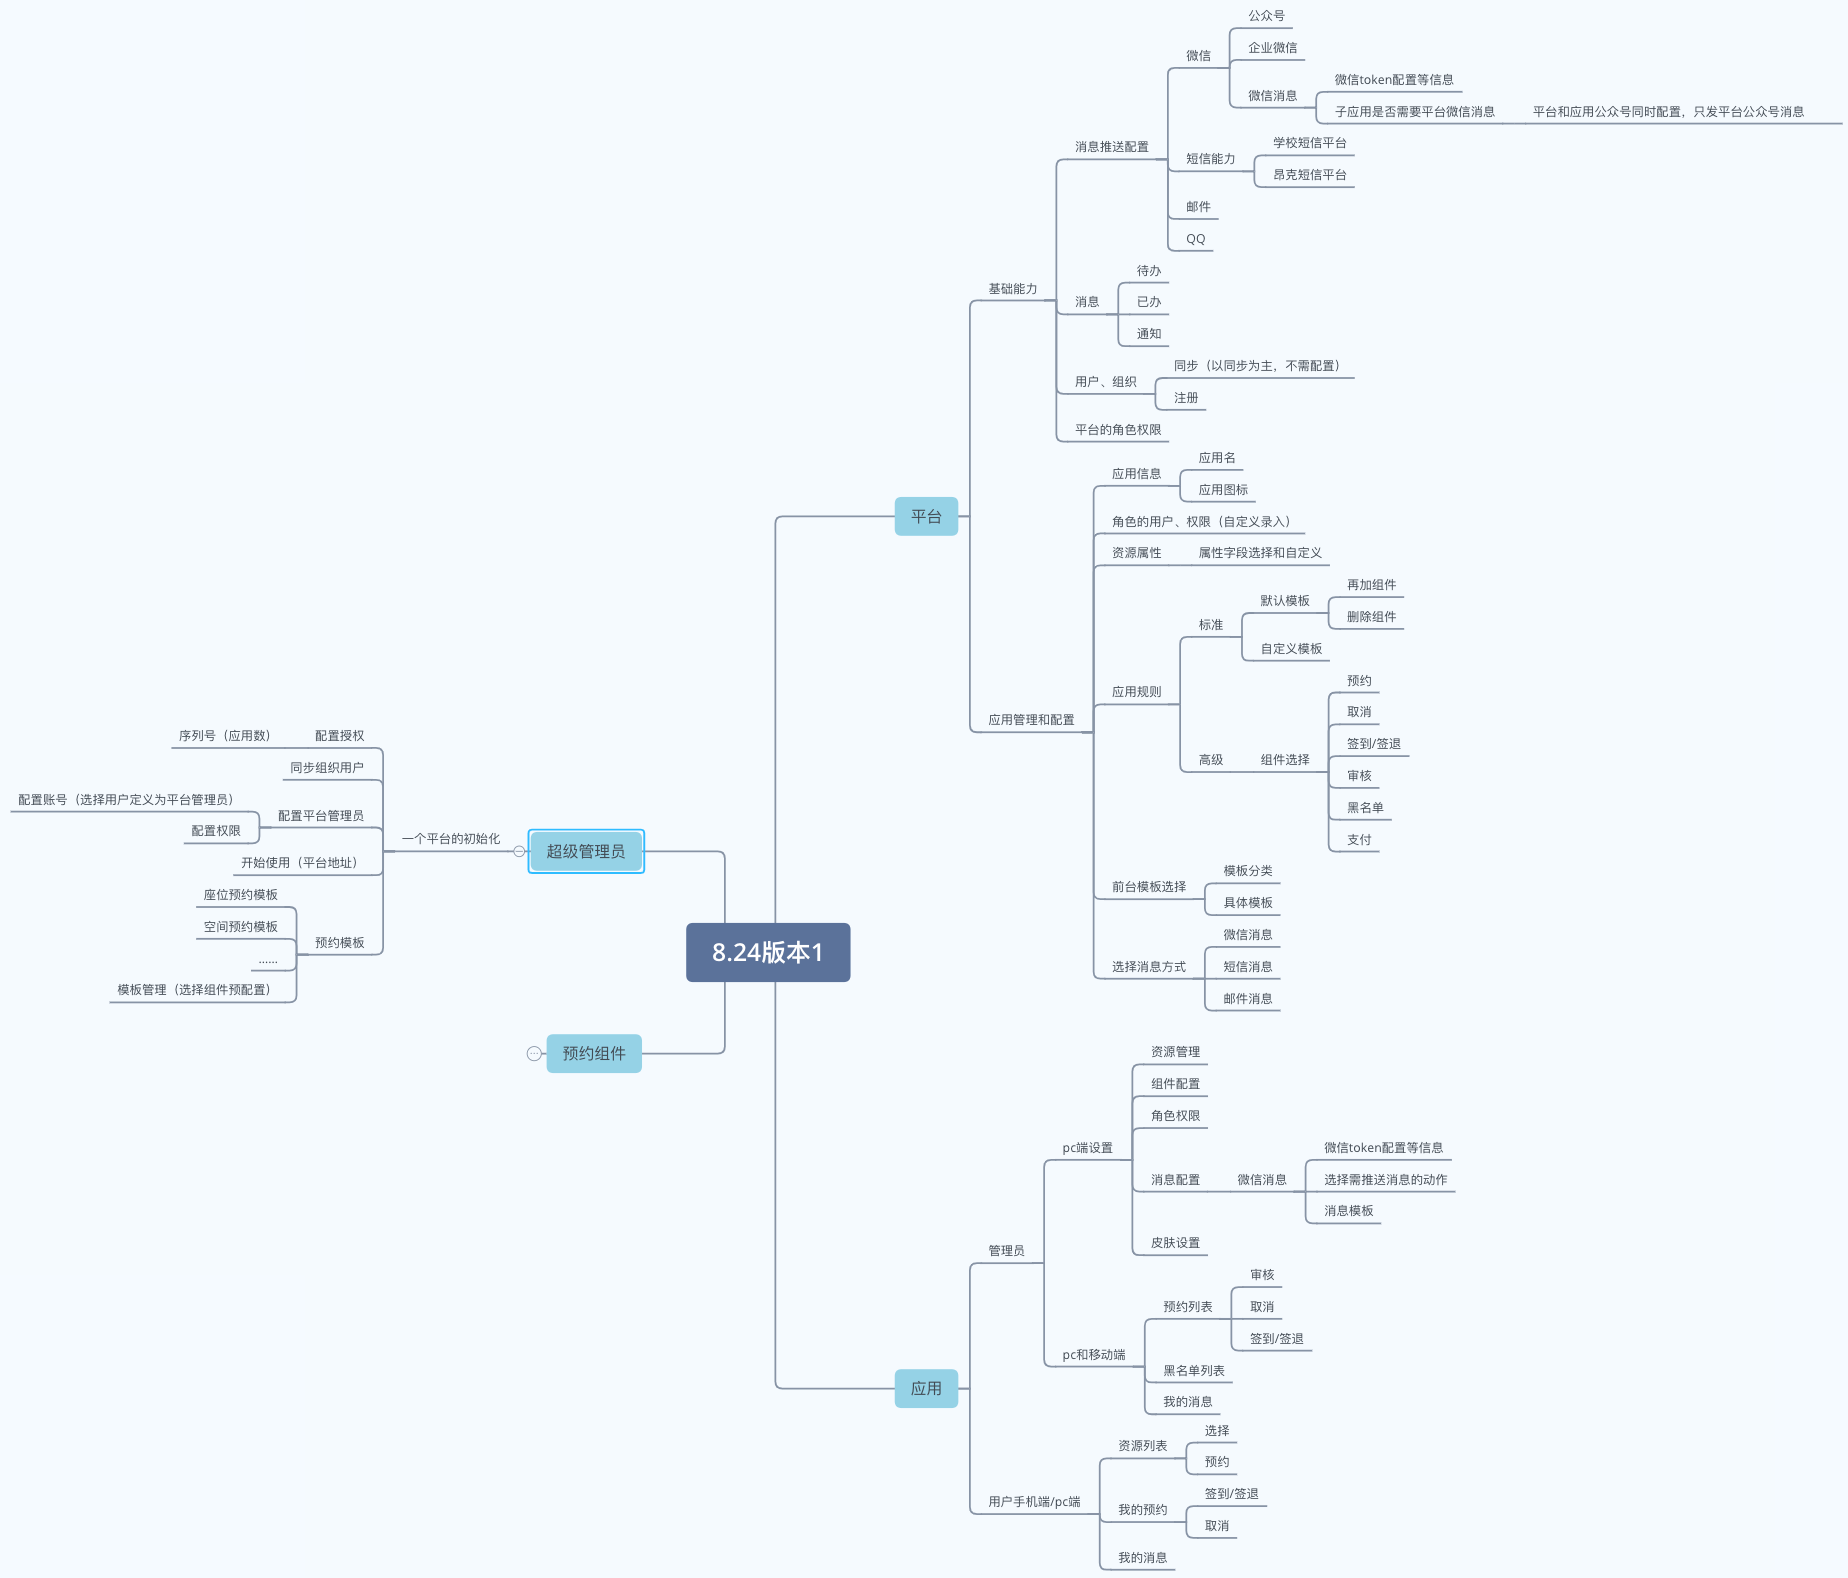 8.24版本1
平台
基础能力
消息推送配置
微信
公众号
企业微信
微信消息
微信token配置等信息
子应用是否需要平台微信消息
平台和应用公众号同时配置，只发平台公众号消息
短信能力
学校短信平台
昂克短信平台
邮件
QQ
消息
待办
已办
通知
用户、组织
同步（以同步为主，不需配置）
注册
平台的角色权限
应用管理和配置
应用信息
应用名
应用图标
角色的用户、权限（自定义录入）
资源属性
属性字段选择和自定义
应用规则
标准
默认模板
再加组件
删除组件
自定义模板
高级
组件选择
预约
取消
签到/签退
审核
黑名单
支付
前台模板选择
模板分类
具体模板
选择消息方式
微信消息
短信消息
邮件消息
应用
管理员
pc端设置
资源管理
组件配置
角色权限
消息配置
微信消息
微信token配置等信息
选择需推送消息的动作
消息模板
皮肤设置
pc和移动端
预约列表
审核
取消
签到/签退
黑名单列表
我的消息
用户手机端/pc端
资源列表
选择
预约
我的预约
签到/签退
取消
我的消息
超级管理员
一个平台的初始化
配置授权
序列号（应用数）
同步组织用户
配置平台管理员
配置账号（选择用户定义为平台管理员）
配置权限
开始使用（平台地址）
预约模板
座位预约模板
空间预约模板
......
模板管理（选择组件预配置）
预约组件